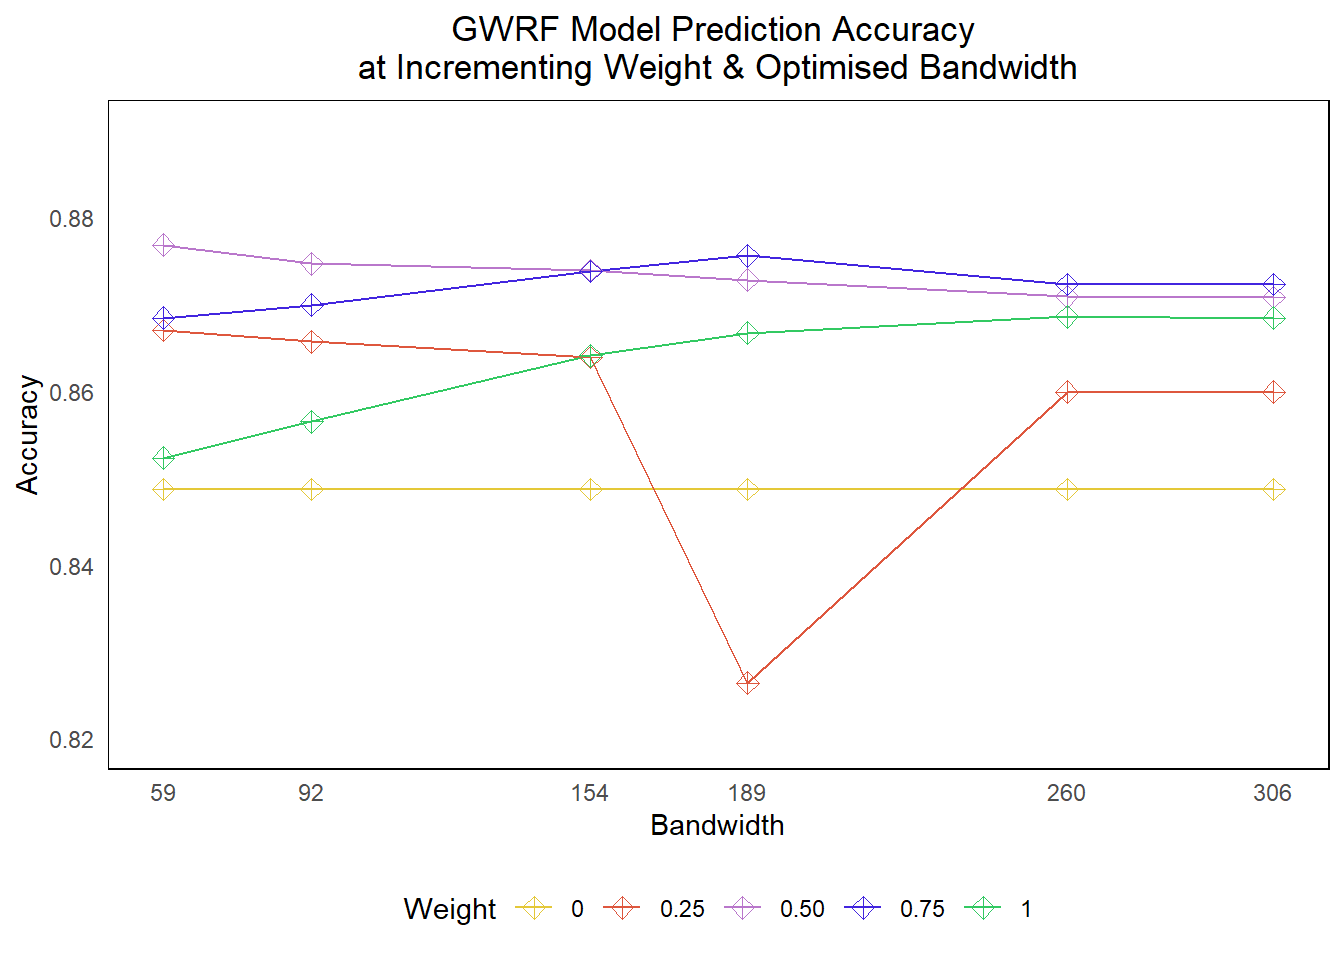 GWRF Model Prediction Accuracy
at Incrementing Weight & Optimised Bandwidth
Accuracy
0.88
0.86
0.84
0.82
59 92 154 189 260 306
Bandwidth
Weight 0 0.25 0.50 0.75 1